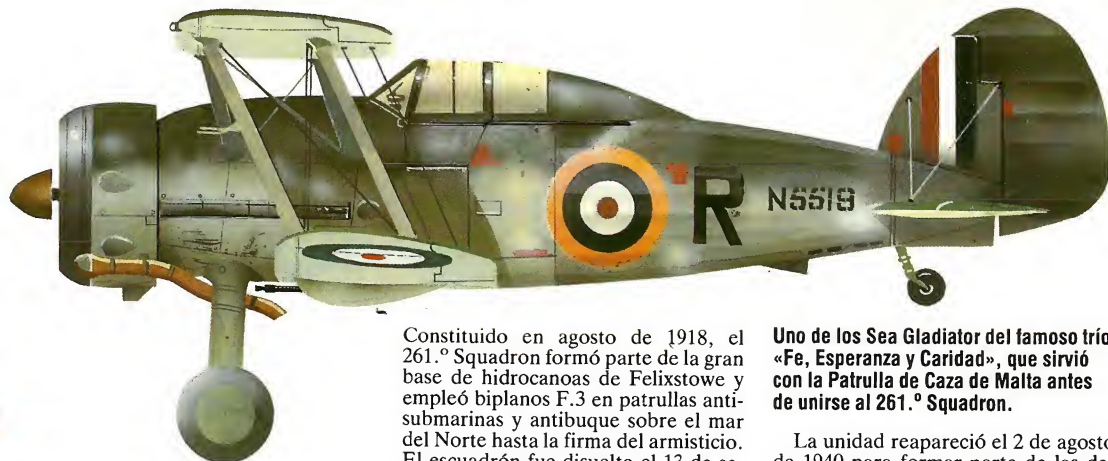 R N5519
Constituido en agosto de 1918, el
261.º Squadron formó parte de la gran
base de hidrocanoas de Felixstowe y
empleó biplanos F.3 en patrullas anti-
submarinas y antibuque sobre el mar
del Norte hasta la firma del armisticio.
Uno de los Sea Gladiator del famoso trío
«Fe, Esperanza y Caridad», que sirvió
con la Patrulla de Caza de Malta antes
de unirse al 261.º Squadron.
La unidad reapareció el 2 de agosto